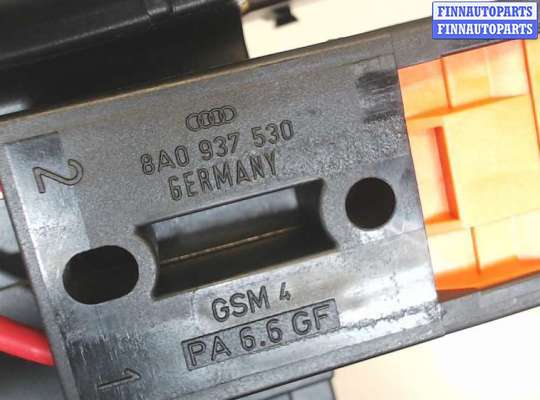 FINNAUTOPARTS
FINNAUTOPARTS
8A0 937 530
GERMANY
2
GSM 4
PA 6.6 GF
1